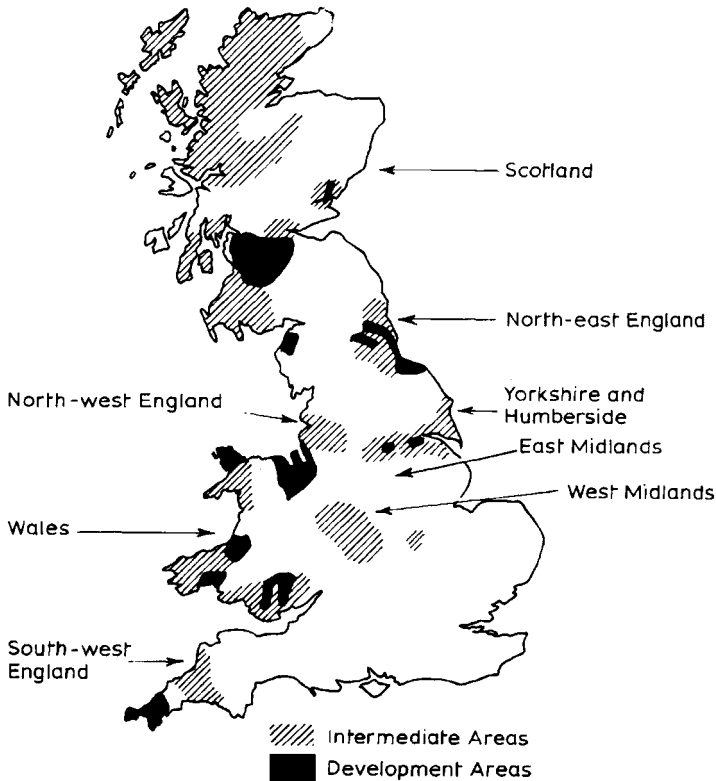 Scotland
North-east England
North-west England
Yorkshire and
Humberside
East Midlands
West Midlands
Wales
South-west
England
Intermediate Areas
Development Areas